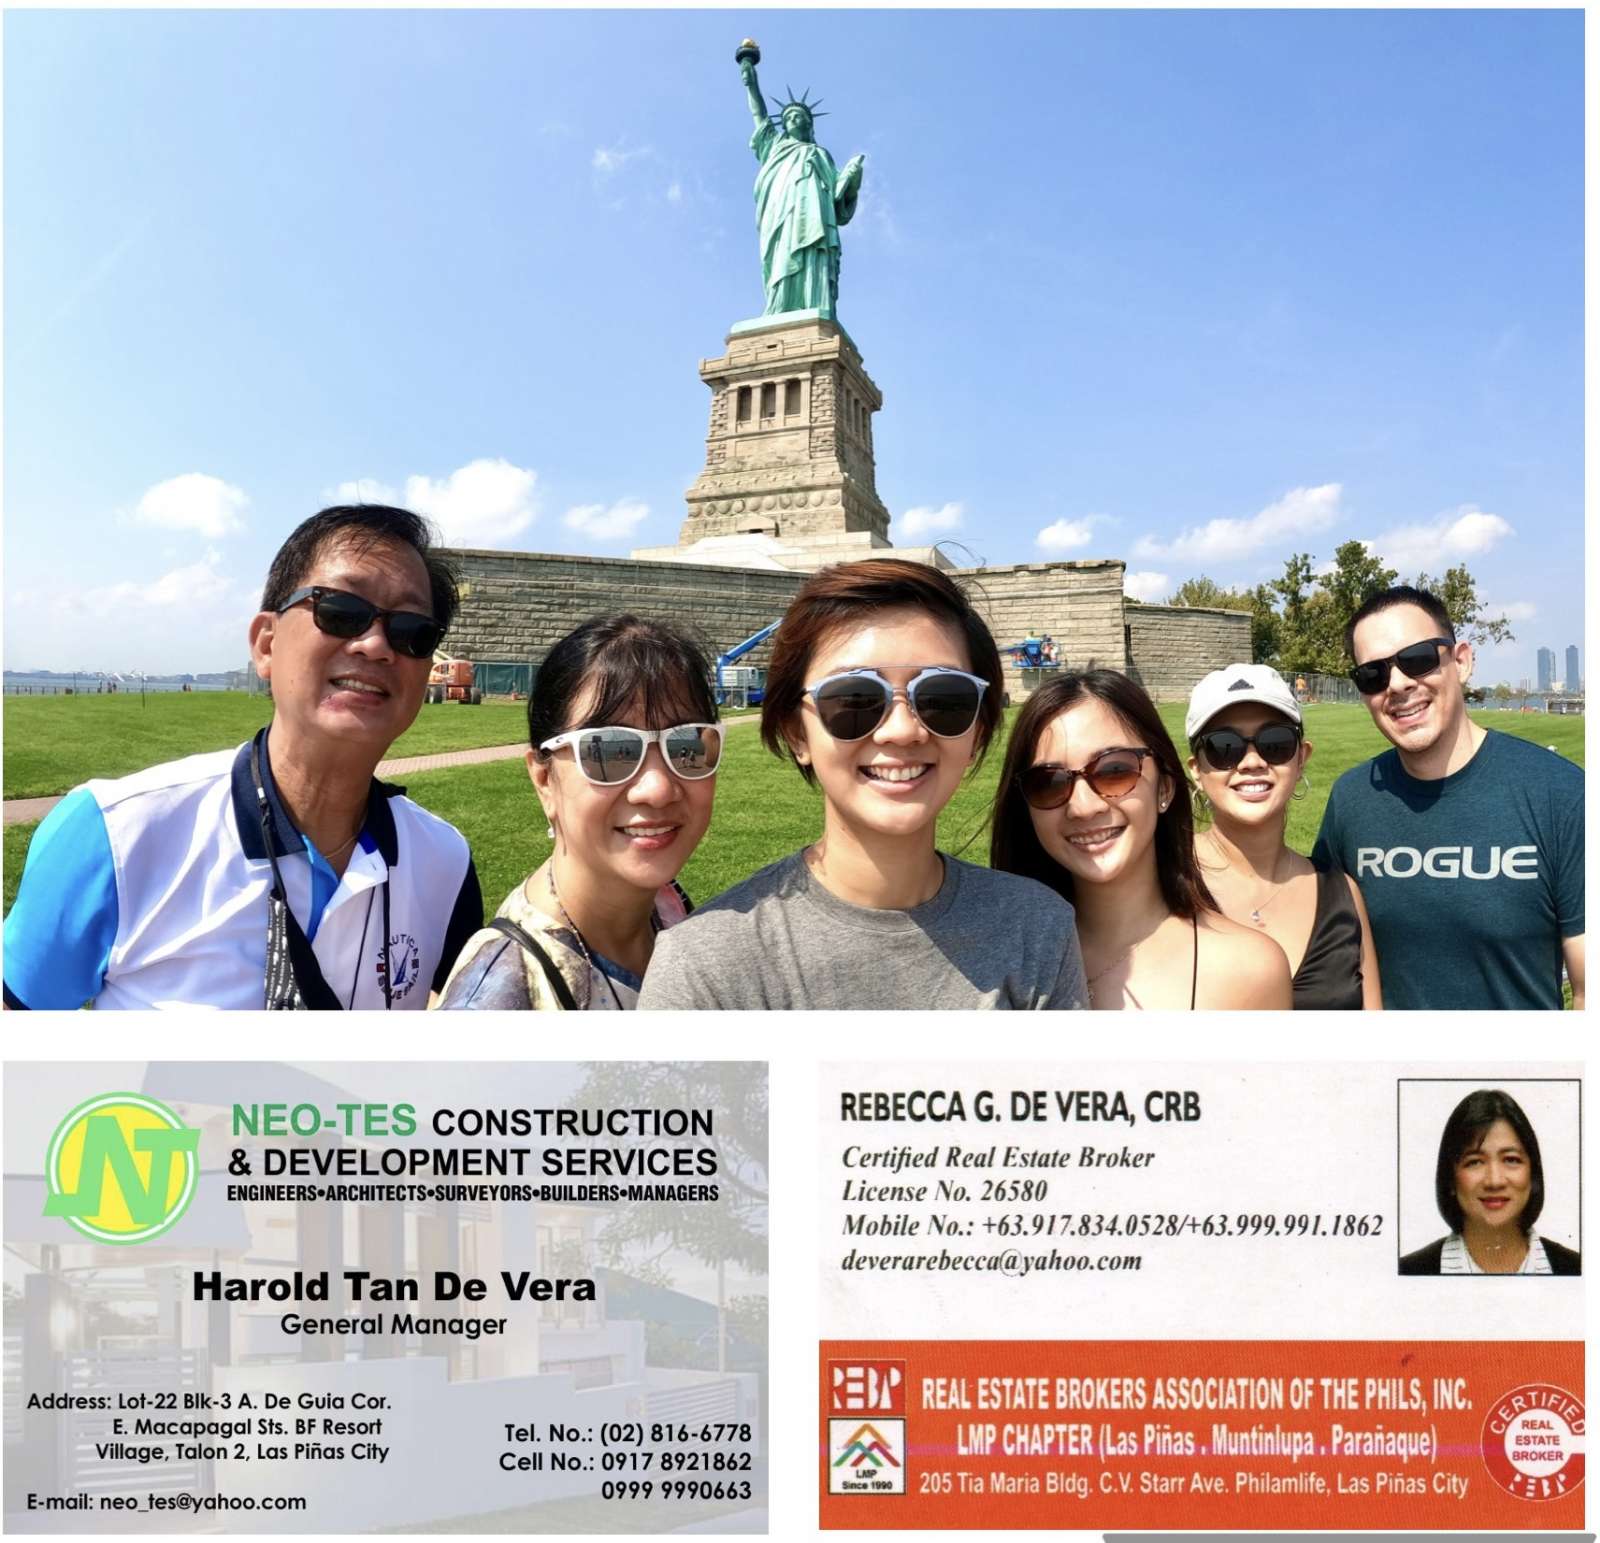 NAUTICA
BLUE SAIL
ROGUE
NT
NEO-TES CONSTRUCTION
& DEVELOPMENT SERVICES
ENGINEERS•ARCHITECTS•SURVEYORS•BUILDERS•MANAGERS
Harold Tan De Vera
General Manager
Address: Lot-22 Blk-3 A. De Guia Cor.
E. Macapagal Sts. BF Resort
Village, Talon 2, Las Piñas City
Tel. No.: (02) 816-6778
Cell No.: 0917 8921862
0999 9990663
E-mail: neo_tes@yahoo.com
REBECCA G. DE VERA, CRB
Certified Real Estate Broker
License No. 26580
Mobile No.: +63.917.834.0528/+63.999.991.1862
deverarebecca@yahoo.com
REBAP
REAL ESTATE BROKERS ASSOCIATION OF THE PHILS, INC.
LMP CHAPTER (Las Piñas . Muntinlupa . Parañaque)
205 Tia Maria Bldg. C.V. Starr Ave. Philamlife, Las Piñas City
LMP
Since 1990
CERTIFIED
REAL
ESTATE
BROKER
REBAP